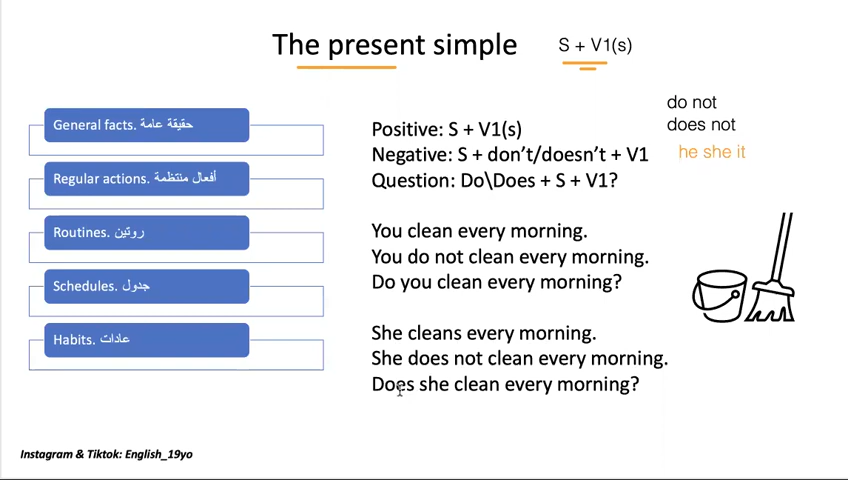 The present simple
S + V1(s)
General facts. حقيقة عامة
Regular actions. أفعال منتظمة
Routines. روتين
Schedules. جدول
Habits. عادات
Positive: S + V1(s)
Negative: S + don’t/doesn’t + V1
Question: Do\Does + S + V1?
You clean every morning.
You do not clean every morning.
Do you clean every morning?
She cleans every morning.
She does not clean every morning.
Does she clean every morning?
do not
does not
he she it
Instagram & Tiktok: English_19yo